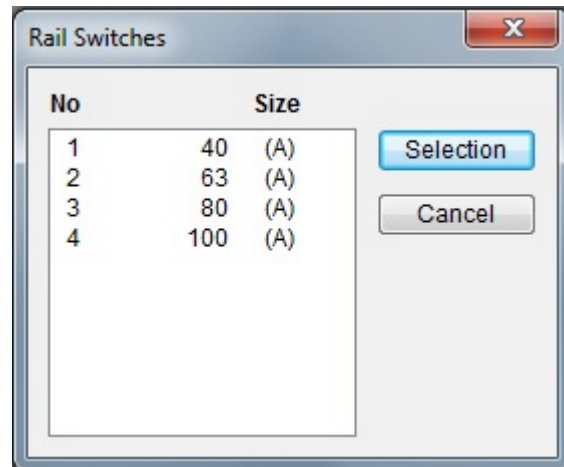 Rail Switches
No Size
1 40 (A)
2 63 (A)
3 80 (A)
4 100 (A)
Selection
Cancel